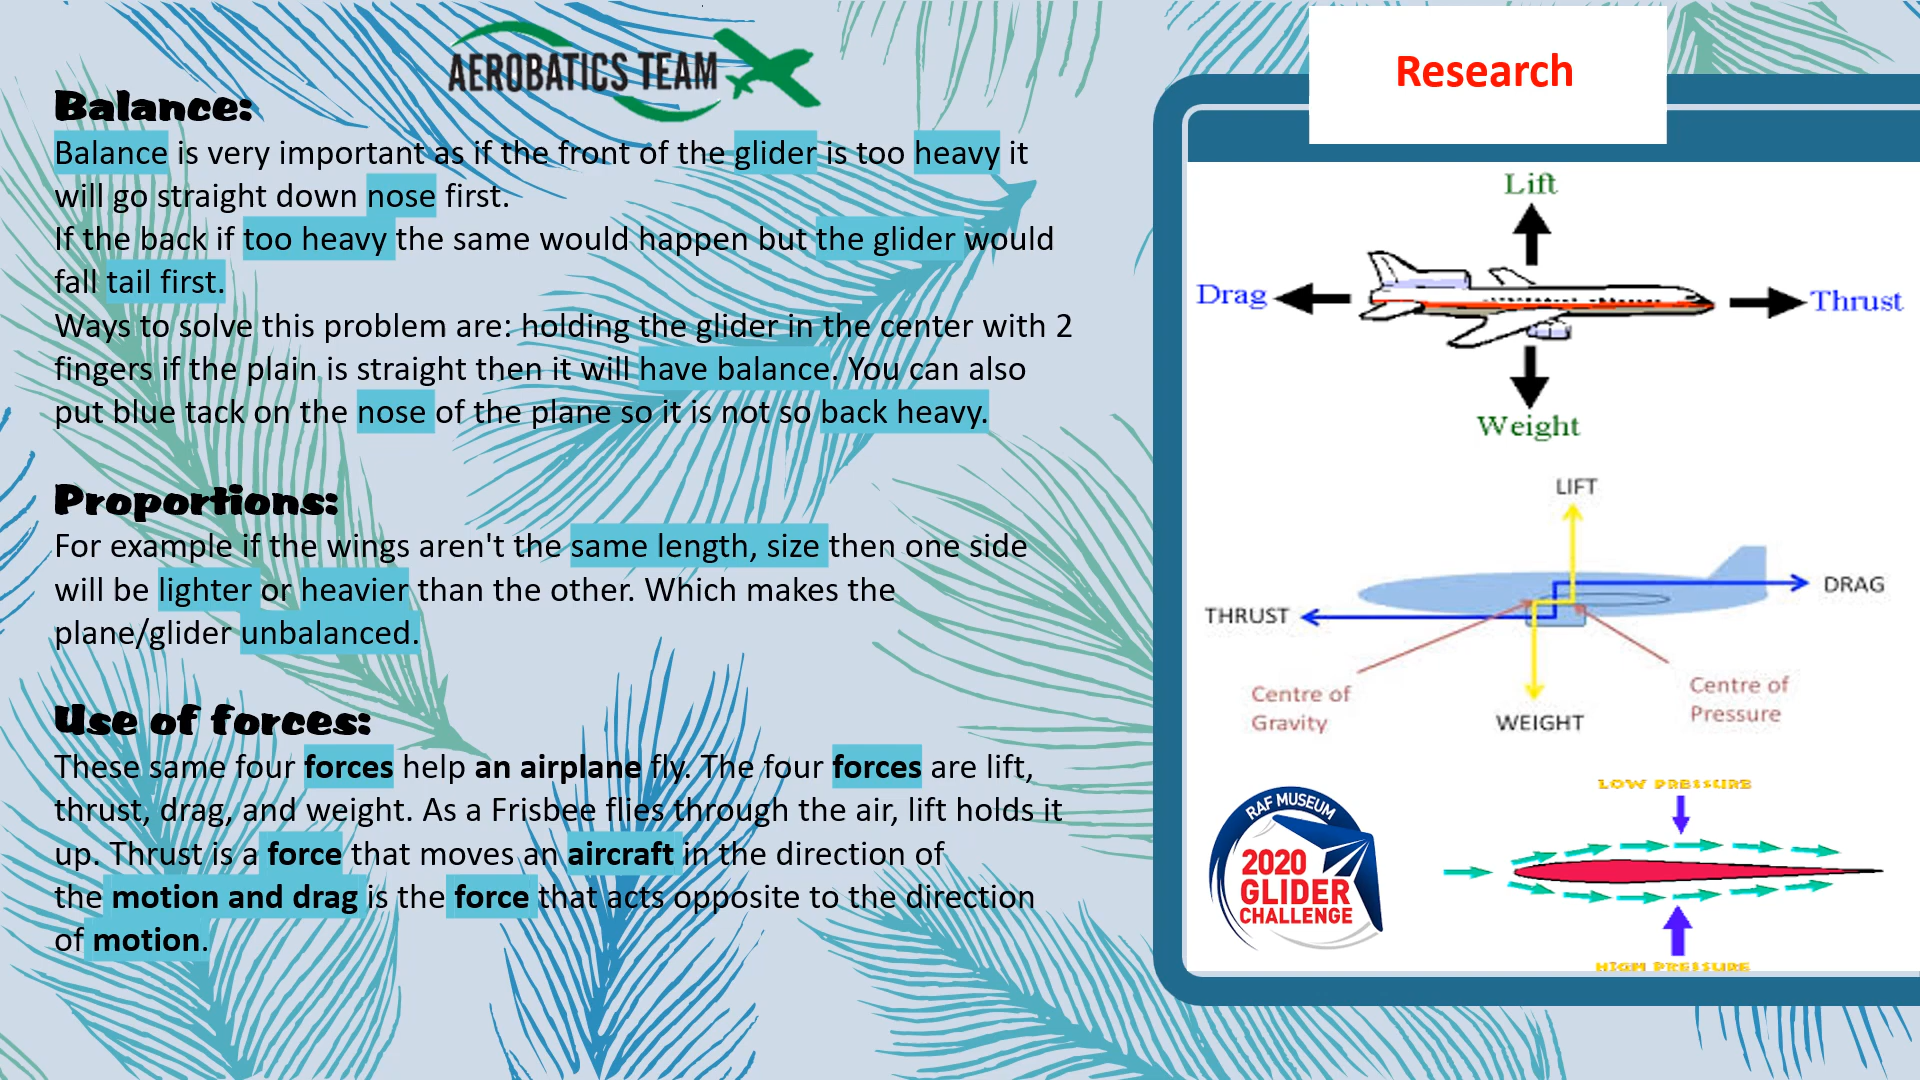 AEROBATICS TEAM
Balance:
Balance is very important as if the front of the glider is too heavy it
will go straight down nose first.
If the back if too heavy the same would happen but the glider would
fall tail first.
Ways to solve this problem are: holding the glider in the center with 2
fingers if the plain is straight then it will have balance. You can also
put blue tack on the nose of the plane so it is not so back heavy.
Proportions:
For example if the wings aren't the same length, size then one side
will be lighter or heavier than the other. Which makes the
plane/glider unbalanced.
Use of forces:
These same four forces help an airplane fly. The four forces are lift,
thrust, drag, and weight. As a Frisbee flies through the air, lift holds it
up. Thrust is a force that moves an aircraft in the direction of
the motion and drag is the force that acts opposite to the direction
of motion.
Research
Lift
Drag
Thrust
Weight
LIFT
DRAG
THRUST
Centre of
Gravity
WEIGHT
Centre of
Pressure
RAF MUSEUM
2020
GLIDER
CHALLENGE
LOW PRESSURE
HIGH PRESSURE